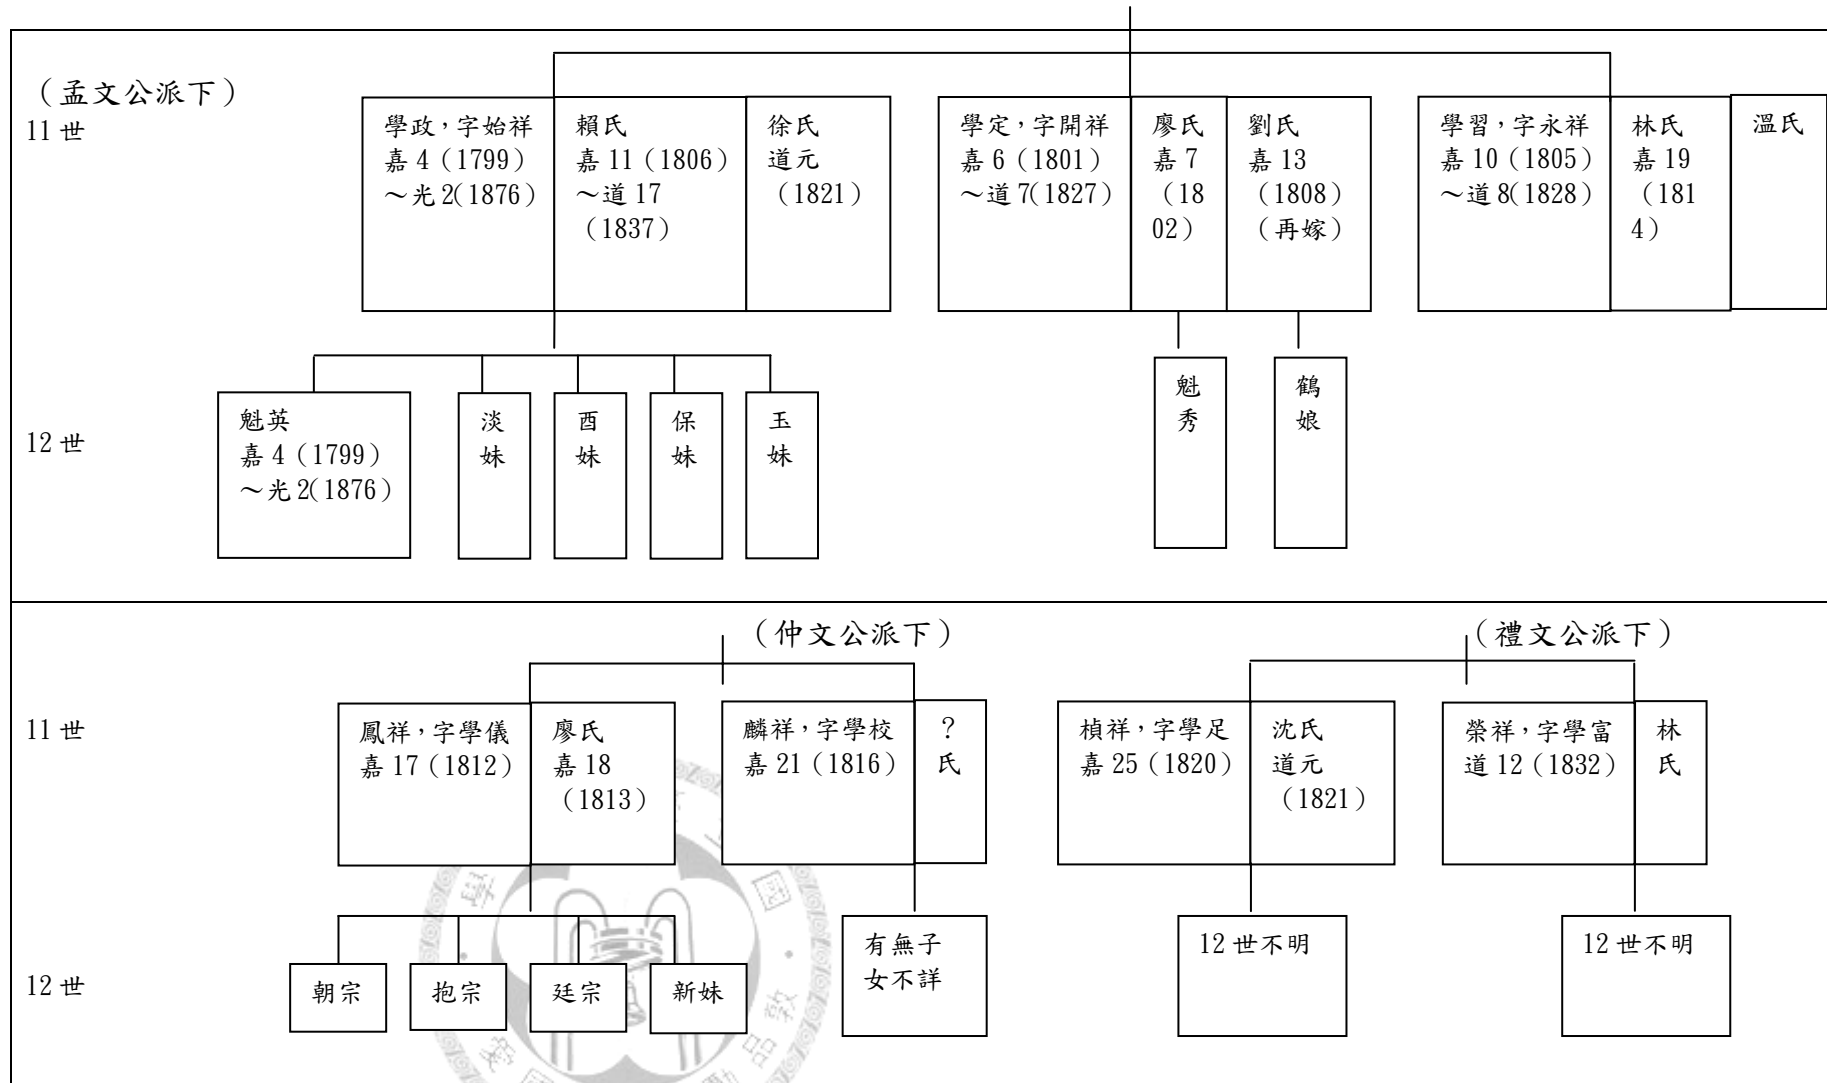 （孟文公派下）
11 世
學政，字始祥
嘉 4（1799）
～光 2(1876）
賴氏
嘉 11（1806）
～道 17
（1837）
徐氏
道元
（1821）
學定，字開祥
嘉 6（1801）
～道 7(1827）
廖氏
嘉 7
（18
02）
劉氏
嘉 13
（1808）
（再嫁）
學習，字永祥
嘉 10（1805）
～道 8(1828）
林氏
嘉 19
（181
4）
溫氏
12 世
魁英
嘉 4（1799）
～光 2(1876）
淡
妹
酉
妹
保
妹
玉
妹
魁
秀
鶴
娘
（仲文公派下）
（禮文公派下）
11 世
鳳祥，字學儀
嘉 17（1812）
廖氏
嘉 18
（1813）
麟祥，字學校
嘉 21（1816）
？
氏
楨祥，字學足
嘉 25（1820）
沈氏
道元
（1821）
榮祥，字學富
道 12（1832）
林
氏
12 世
朝宗
抱宗
廷宗
新妹
有無子
女不詳
12 世不明
12 世不明